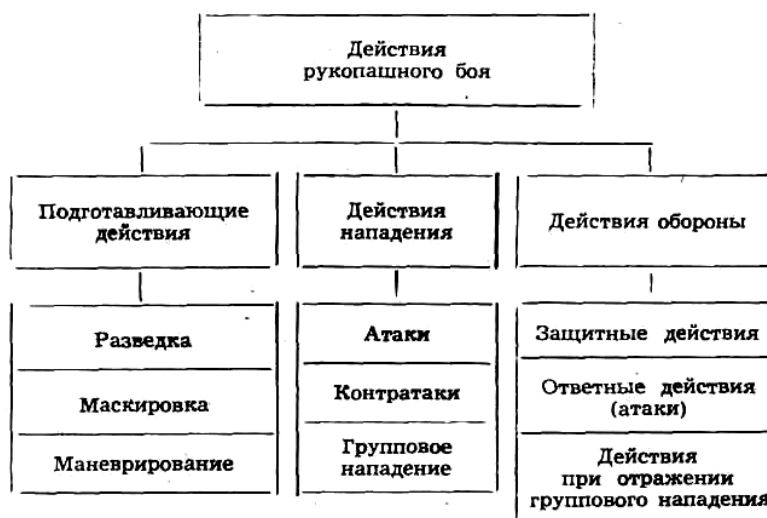 Действия
рукопашного боя
Подготавливающие
действия
Действия
нападения
Действия обороны
Разведка
Маскировка
Маневрирование
Атаки
Контратаки
Групповое
нападение
Защитные действия
Ответные действия
(атаки)
Действия
при отражении
группового нападения